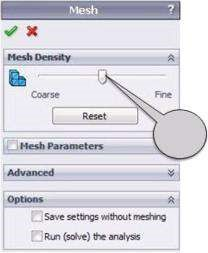 Mesh ?
Mesh Density
Coarse Fine
Reset
Mesh Parameters
Advanced
Options
Save settings without meshing
Run (solve) the analysis